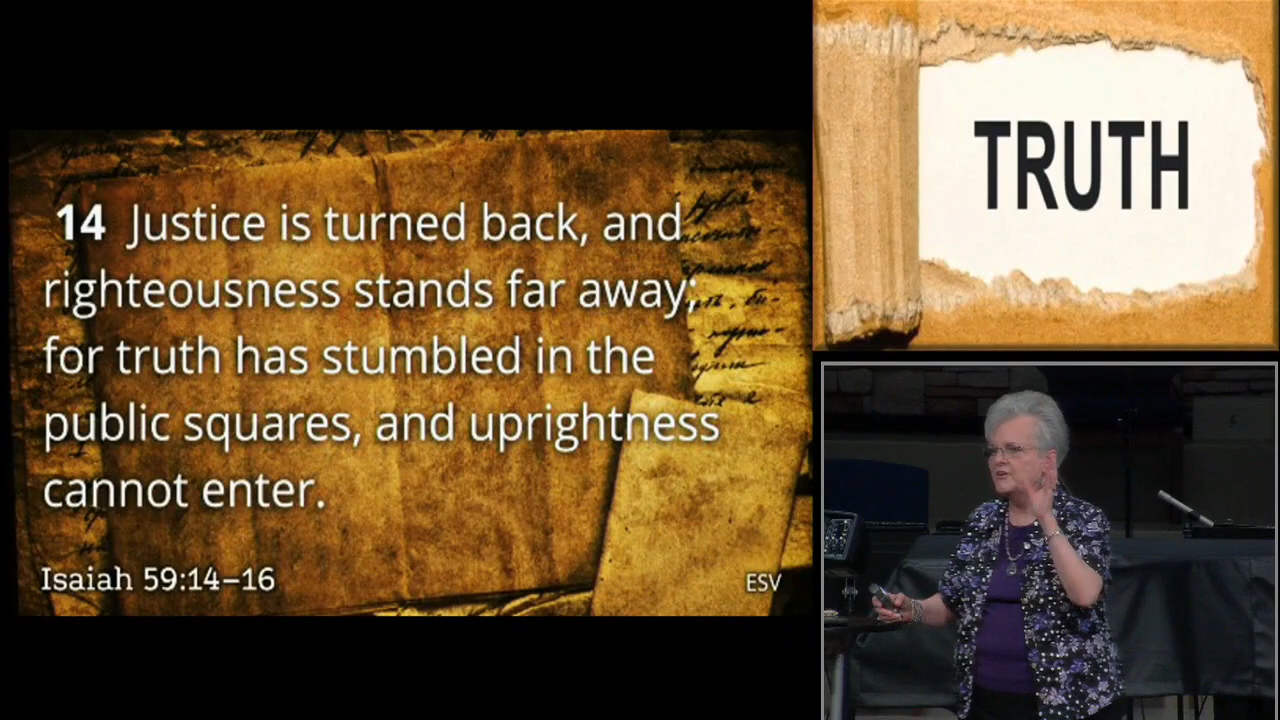 14 Justice is turned back, and
righteousness stands far away;
for truth has stumbled in the
public squares, and uprightness
cannot enter.
Isaiah 59:14–16
ESV
TRUTH